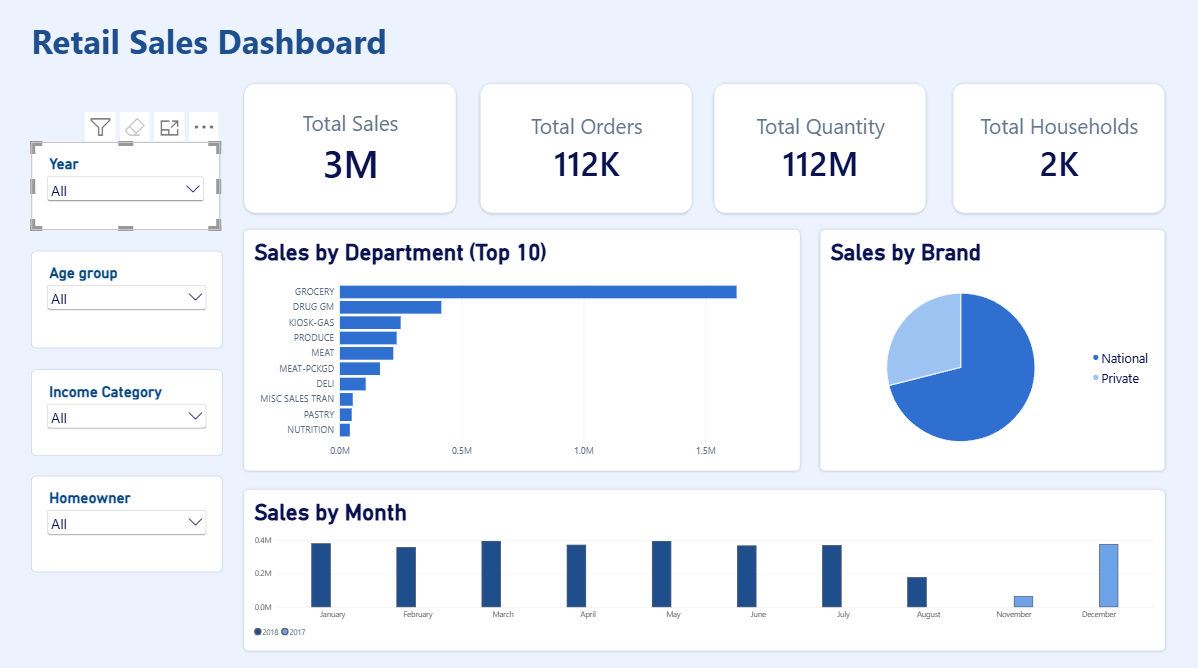 Retail Sales Dashboard
Year
All
Age group
All
Income Category
All
Homeowner
All
Total Sales
3M
Total Orders
112K
Total Quantity
112M
Total Households
2K
Sales by Department (Top 10)
GROCERY
DRUG GM
KIOSK-GAS
PRODUCE
MEAT
MEAT-PCKGD
DELI
MISC SALES TRAN
PASTRY
NUTRITION
0.0M 0.5M 1.0M 1.5M
Sales by Brand
National
Private
Sales by Month
0.4M
0.2M
0.0M
January February March April May June July August November December
2018 2017